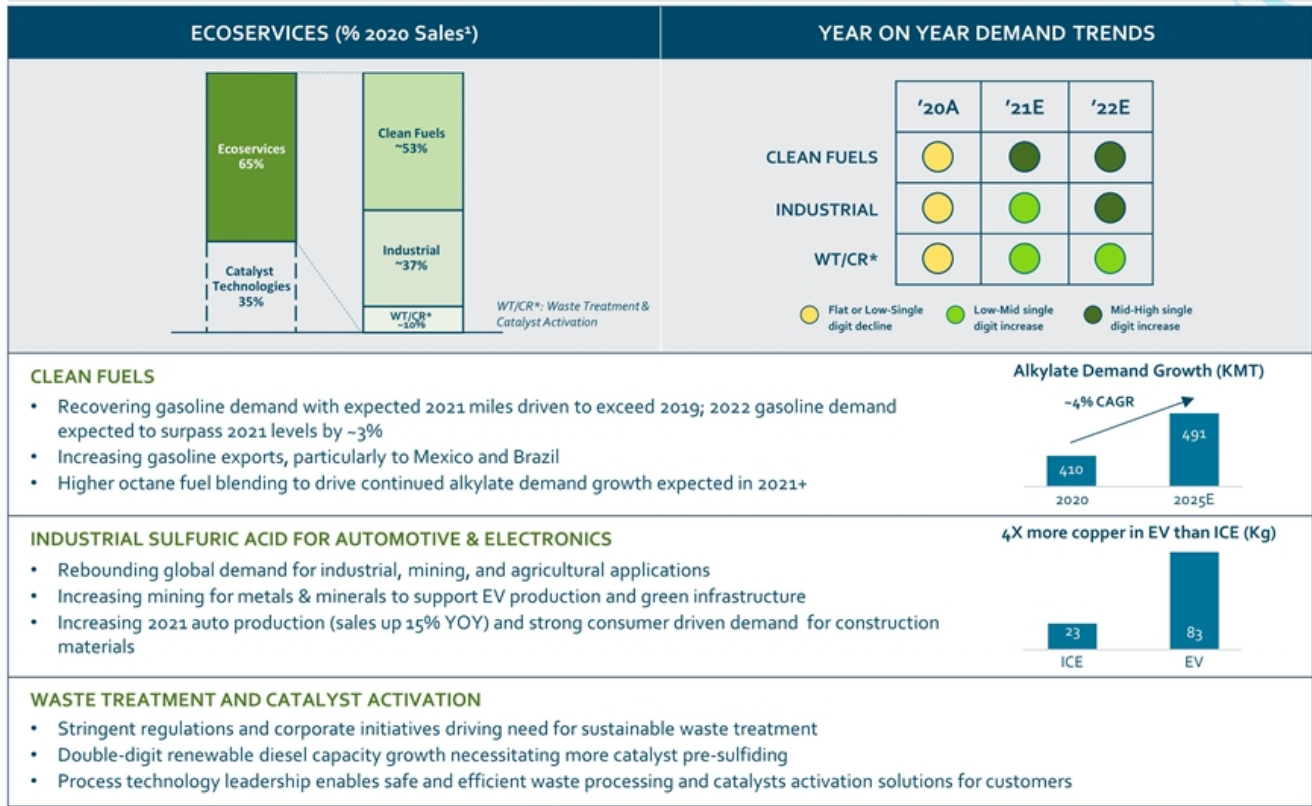 ECOSERVICES (% 2020 Sales¹)
YEAR ON YEAR DEMAND TRENDS
Ecoservices
65%
Catalyst
Technologies
35%
Clean Fuels
~53%
Industrial
~37%
WT/CR*
~10%
WT/CR*: Waste Treatment &
Catalyst Activation
'20A '21E '22E
CLEAN FUELS
INDUSTRIAL
WT/CR*
Flat or Low-Single
digit decline
Low-Mid single
digit increase
Mid-High single
digit increase
CLEAN FUELS
• Recovering gasoline demand with expected 2021 miles driven to exceed 2019; 2022 gasoline demand
expected to surpass 2021 levels by ~3%
• Increasing gasoline exports, particularly to Mexico and Brazil
• Higher octane fuel blending to drive continued alkylate demand growth expected in 2021+
Alkylate Demand Growth (KMT)
~4% CAGR
410
491
2020
2025E
INDUSTRIAL SULFURIC ACID FOR AUTOMOTIVE & ELECTRONICS
• Rebounding global demand for industrial, mining, and agricultural applications
• Increasing mining for metals & minerals to support EV production and green infrastructure
• Increasing 2021 auto production (sales up 15% YOY) and strong consumer driven demand for construction
materials
4X more copper in EV than ICE (Kg)
23
83
ICE
EV
WASTE TREATMENT AND CATALYST ACTIVATION
• Stringent regulations and corporate initiatives driving need for sustainable waste treatment
• Double-digit renewable diesel capacity growth necessitating more catalyst pre-sulfiding
• Process technology leadership enables safe and efficient waste processing and catalysts activation solutions for customers